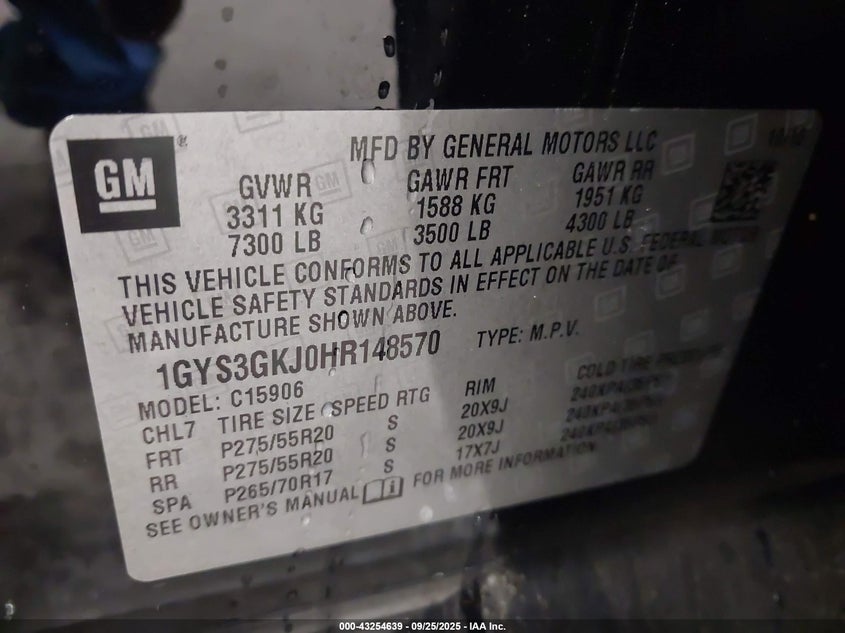 GM
®
MFD BY GENERAL MOTORS LLC
GVWR GAWR FRT GAWR RR
3311 KG 1588 KG 1951 KG
7300 LB 3500 LB 4300 LB
THIS VEHICLE CONFORMS TO ALL APPLICABLE U.S. FEDERAL MOTOR
VEHICLE SAFETY STANDARDS IN EFFECT ON THE DATE OF
MANUFACTURE SHOWN ABOVE.
1GYS3GKJ0HR148570 TYPE: M.P.V.
MODEL: C15906
CHL7 TIRE SIZE SPEED RTG RIM COLD TIRE PRESSURE
FRT P275/55R20 S 20X9J
RR P275/55R20 S 20X9J
SPA P265/70R17 S 17X7J
SEE OWNER'S MANUAL FOR MORE INFORMATION.
000-43254639 - 09/25/2025 - IAA Inc.